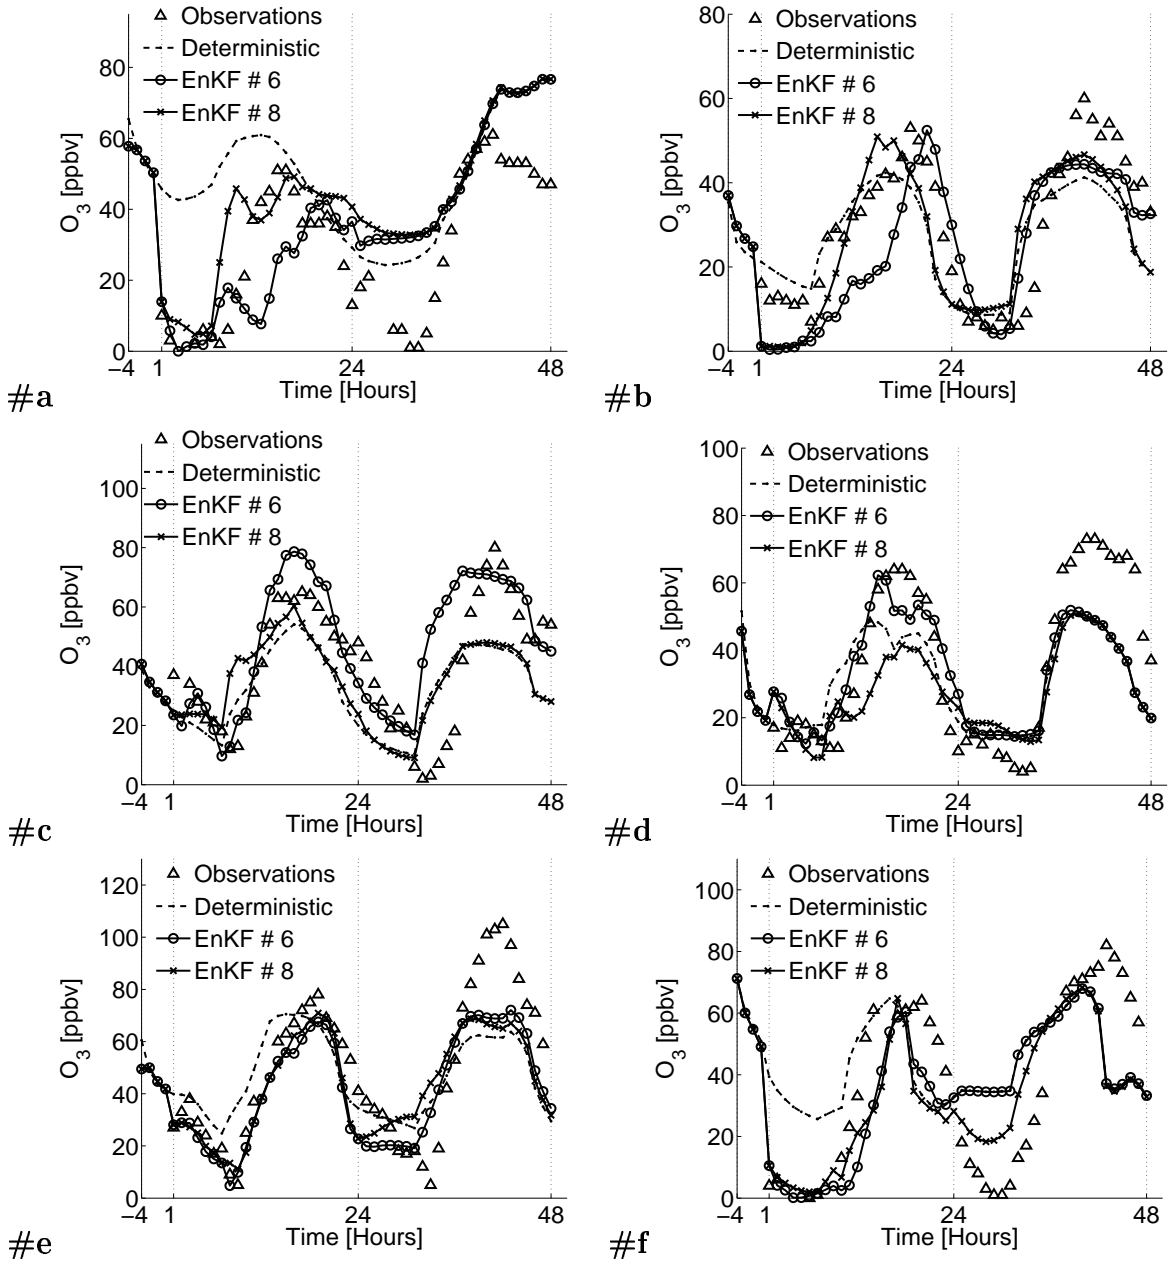 Observations
Deterministic
EnKF # 6
EnKF # 8
80
60
40
20
0
−4
1
24
48
O3 [ppbv]
Time [Hours]
#a
Observations
Deterministic
EnKF # 6
EnKF # 8
80
60
40
20
0
−4
1
24
48
O3 [ppbv]
Time [Hours]
#b
Observations
Deterministic
EnKF # 6
EnKF # 8
100
80
60
40
20
0
−4
1
24
48
O3 [ppbv]
Time [Hours]
#c
Observations
Deterministic
EnKF # 6
EnKF # 8
100
80
60
40
20
0
−4
1
24
48
O3 [ppbv]
Time [Hours]
#d
Observations
Deterministic
EnKF # 6
EnKF # 8
120
100
80
60
40
20
0
−4
1
24
48
O3 [ppbv]
Time [Hours]
#e
Observations
Deterministic
EnKF # 6
EnKF # 8
100
80
60
40
20
0
−4
1
24
48
O3 [ppbv]
Time [Hours]
#f